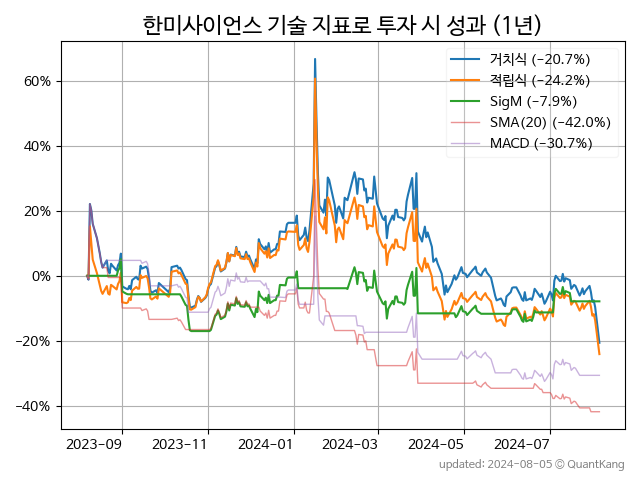 한미사이언스 기술 지표로 투자 시 성과 (1년)
거치식 (−20.7%)
적립식 (−24.2%)
SigM (−7.9%)
SMA(20) (−42.0%)
MACD (−30.7%)
60%
40%
20%
0%
−20%
−40%
2023−09 2023−11 2024−01 2024−03 2024−05 2024−07
updated: 2024−08−05 © QuantKang